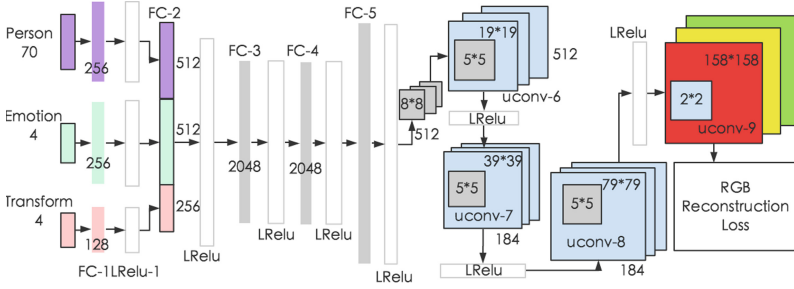 Person
70
256
FC-2
512
Emotion
4
256
512
Transform
4
128
256
FC-1LRelu-1
LRelu
FC-3
2048
LRelu
FC-4
2048
LRelu
FC-5
LRelu
8*8
512
19*19
5*5
512
uconv-6
LRelu
39*39
5*5
uconv-7
184
LRelu
79*79
5*5
uconv-8
184
LRelu
158*158
2*2
uconv-9
RGB
Reconstruction
Loss